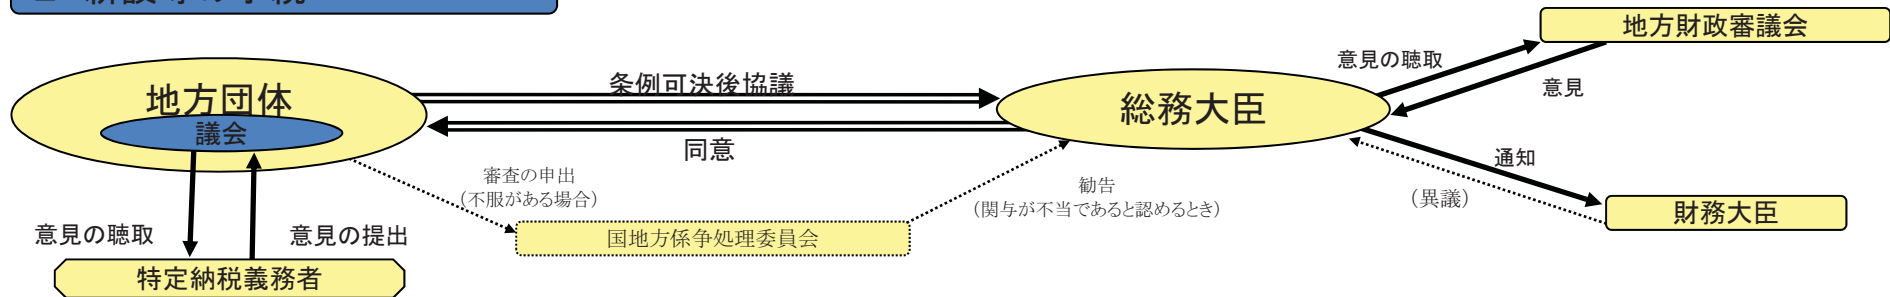 地方財政審議会
意見の聴取
意見
条例可決後協議
地方団体
議会
総務大臣
同意
通知
審査の申出
（不服がある場合）
勧告
（関与が不当であると認めるとき）
（異議）
財務大臣
意見の聴取
意見の提出
国地方係争処理委員会
特定納税義務者